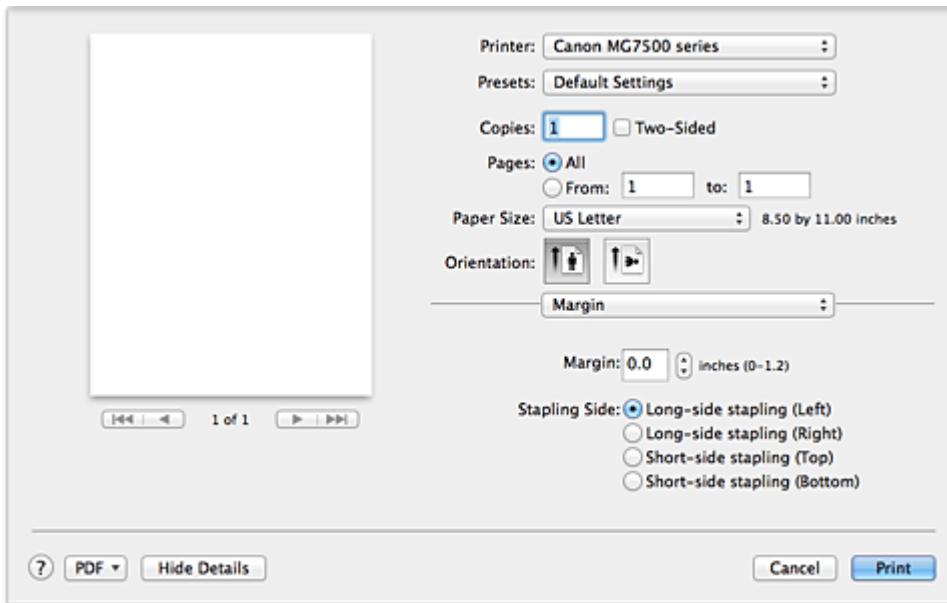 Printer: Canon MG7500 series
Presets: Default Settings
Copies: 1 Two-Sided
Pages: All
From: 1 to: 1
Paper Size: US Letter 8.50 by 11.00 inches
Orientation:
Margin
Margin: 0.0 inches (0-1.2)
1 of 1
Stapling Side: Long-side stapling (Left)
Long-side stapling (Right)
Short-side stapling (Top)
Short-side stapling (Bottom)
? PDF Hide Details Cancel Print